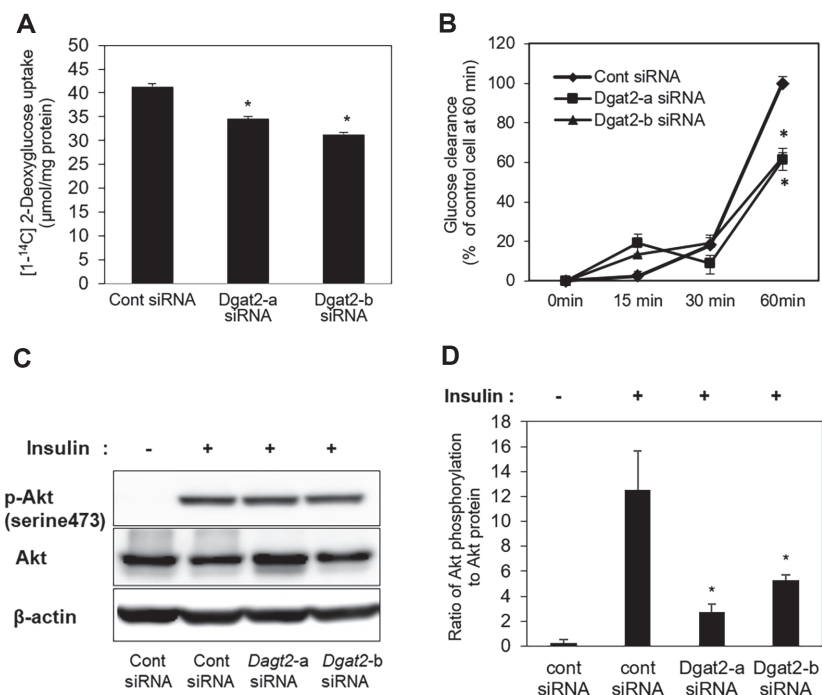 A
[1-¹⁴C] 2-Deoxyglucose uptake
(μmol/mg protein)
50
45
40
35
30
25
20
15
10
5
0
*
*
Cont siRNA
Dgat2-a
siRNA
Dgat2-b
siRNA
B
Glucose clearance
(% of control cell at 60 min)
120
100
80
60
40
20
0
Cont siRNA
Dgat2-a siRNA
Dgat2-b siRNA
*
*
0min
15 min
30 min
60min
C
Insulin : - + + +
p-Akt
(serine473)
Akt
β-actin
Cont
siRNA
Cont
siRNA
Dagt2-a
siRNA
Dgat2-b
siRNA
D
Insulin : - + + +
Ratio of Akt phosphorylation
to Akt protein
18
16
14
12
10
8
6
4
2
0
*
*
cont
siRNA
cont
siRNA
Dgat2-a
siRNA
Dgat2-b
siRNA